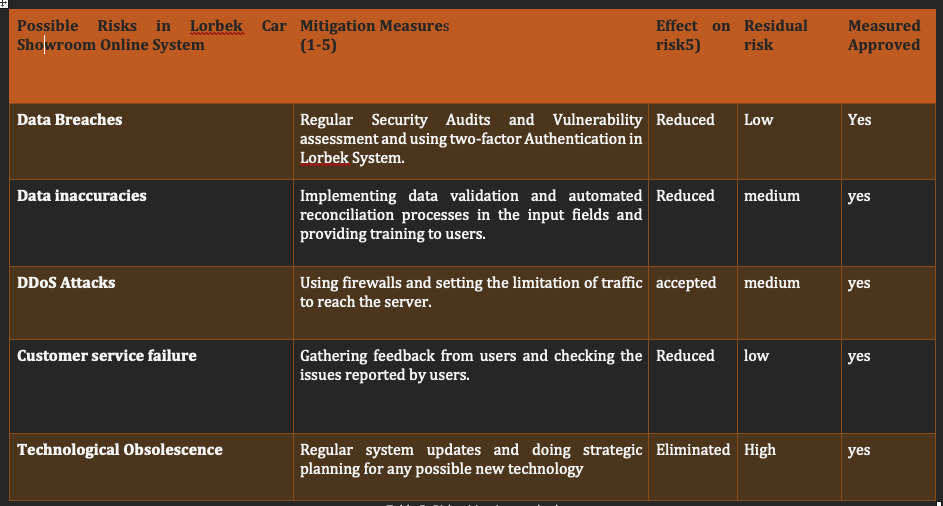 Possible Risks in Lorbek Car
Showroom Online System
Mitigation Measures
(1-5)
Effect on
risk5)
Residual
risk
Measured
Approved
Data Breaches
Regular Security Audits and Vulnerability
assessment and using two-factor Authentication in
Lorbek System.
Reduced
Low
Yes
Data inaccuracies
Implementing data validation and automated
reconciliation processes in the input fields and
providing training to users.
Reduced
medium
yes
DDoS Attacks
Using firewalls and setting the limitation of traffic
to reach the server.
accepted
medium
yes
Customer service failure
Gathering feedback from users and checking the
issues reported by users.
Reduced
low
yes
Technological Obsolescence
Regular system updates and doing strategic
planning for any possible new technology
Eliminated
High
yes